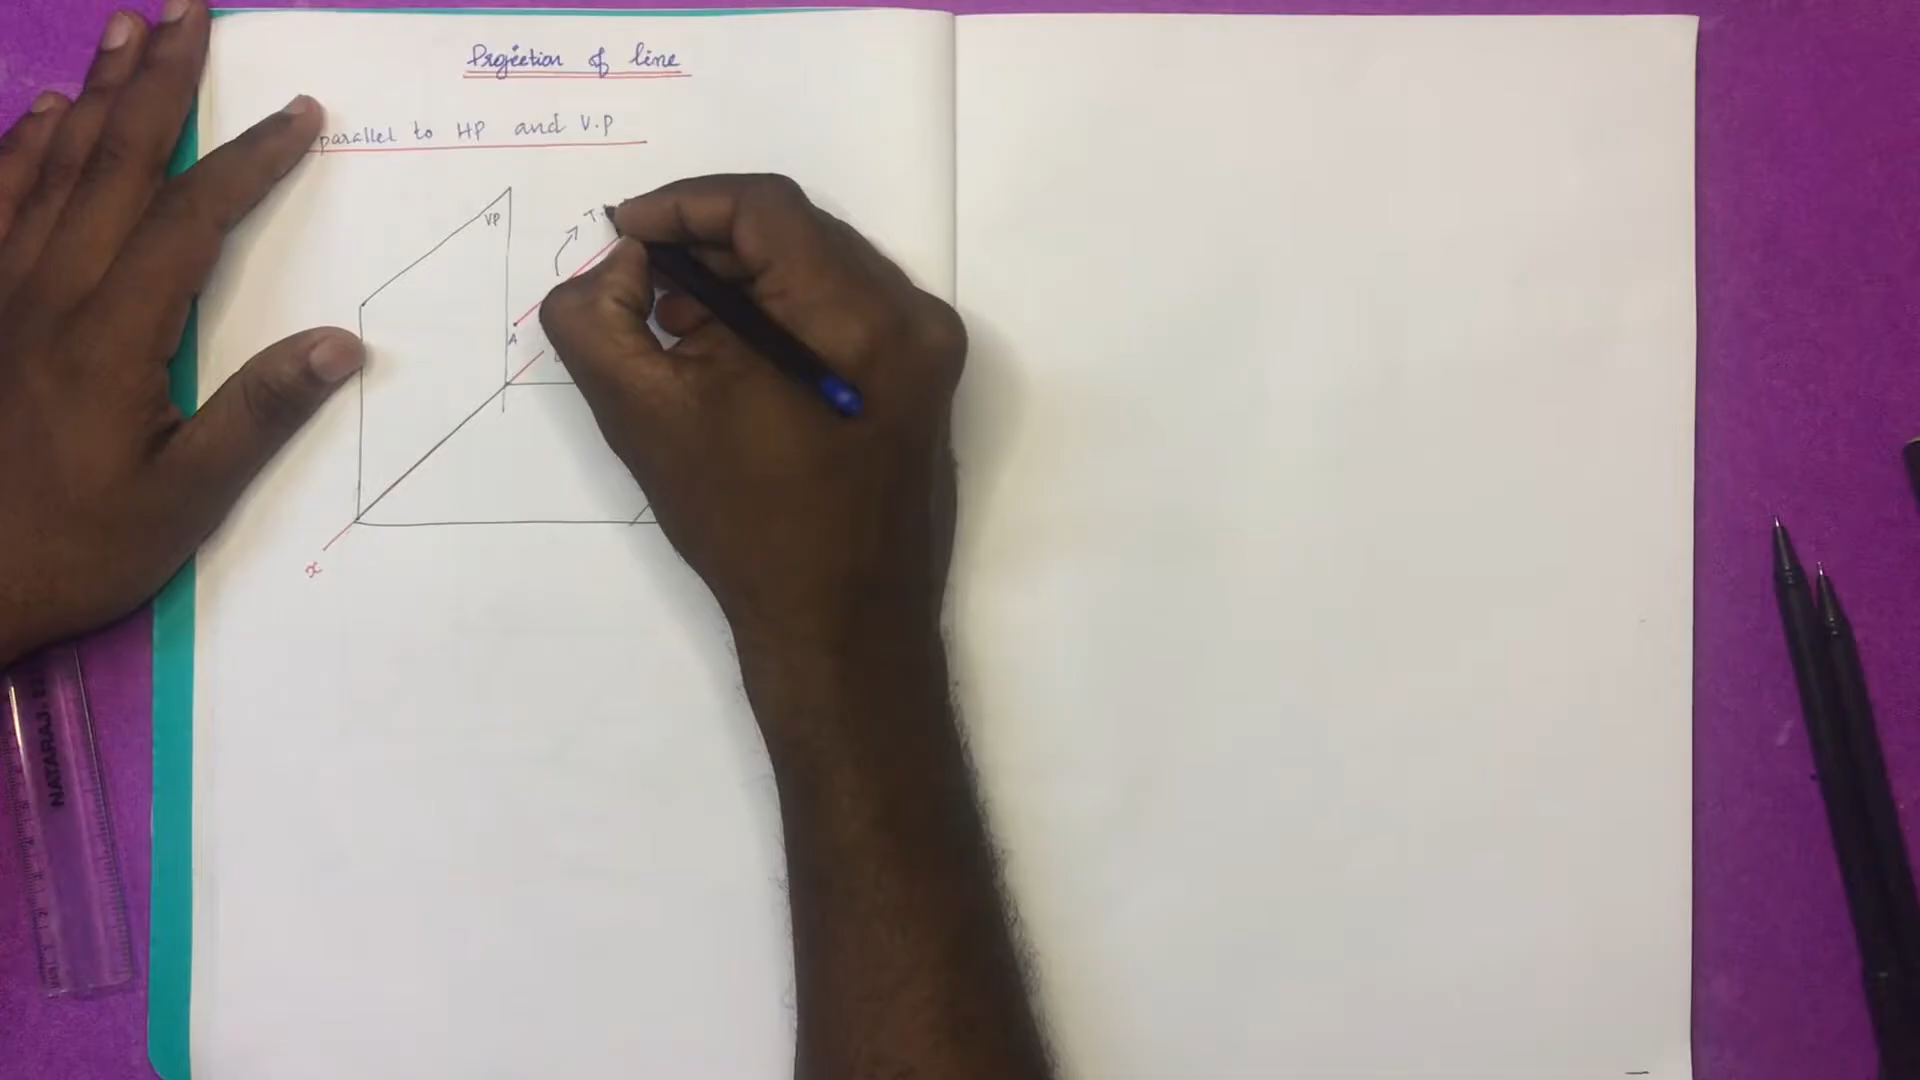 Projection of line
parallel to HP and V.P
VP
T.
A
x
NATARAJ